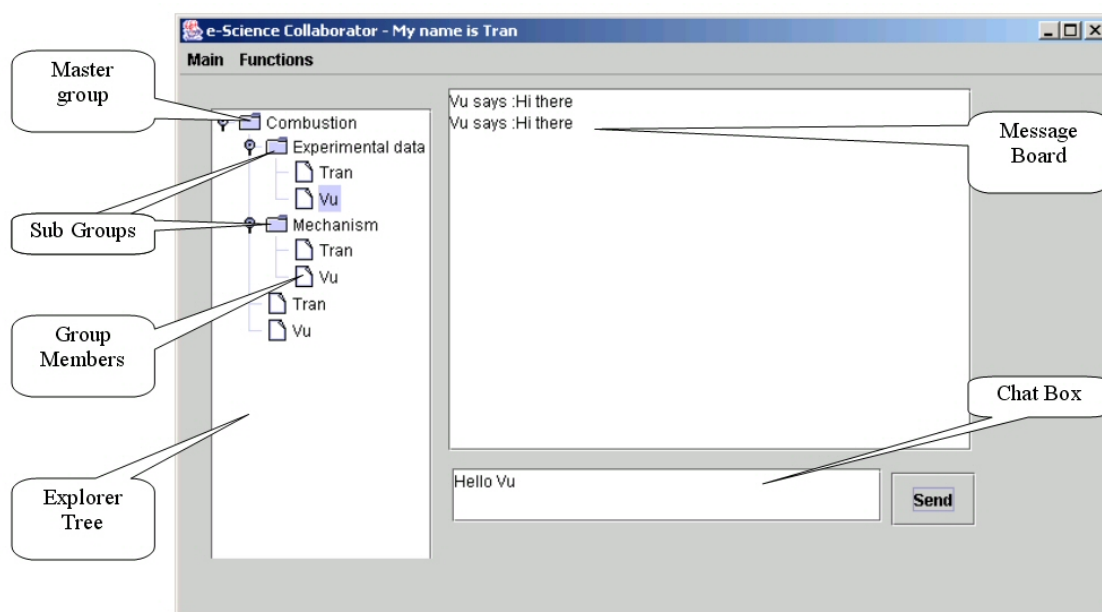 e-Science Collaborator - My name is Tran
Main Functions
Master
group
Sub Groups
Group
Members
Explorer
Tree
Combustion
Experimental data
Tran
Vu
Mechanism
Tran
Vu
Tran
Vu
Vu says :Hi there
Vu says :Hi there
Message
Board
Chat Box
Hello Vu
Send